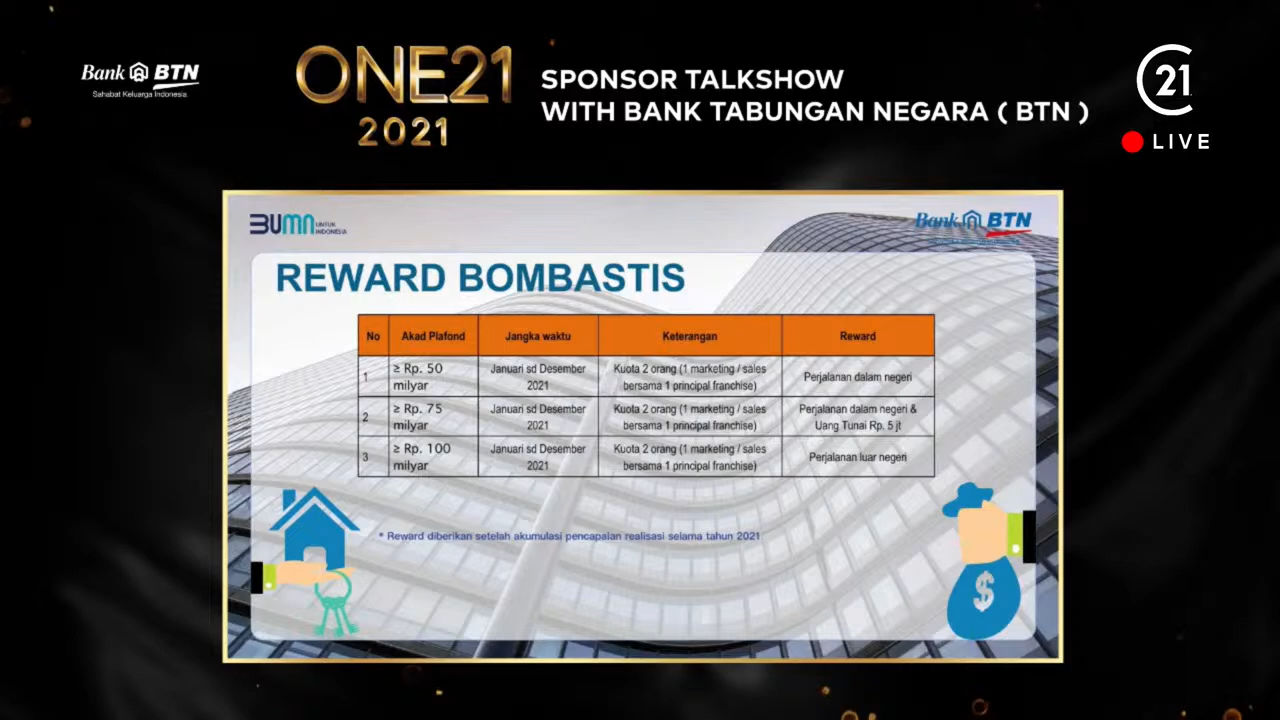 Bank BTN
Sahabat Keluarga Indonesia
ONE21
2021
SPONSOR TALKSHOW
WITH BANK TABUNGAN NEGARA ( BTN )
21
LIVE
BUMN UNTUK
INDONESIA
Bank BTN
REWARD BOMBASTIS
No Akad Plafond Jangka waktu Keterangan Reward
1 ≥ Rp. 50 milyar Januari sd Desember 2021 Kuota 2 orang (1 marketing / sales bersama 1 principal franchise) Perjalanan dalam negeri
2 ≥ Rp. 75 milyar Januari sd Desember 2021 Kuota 2 orang (1 marketing / sales bersama 1 principal franchise) Perjalanan dalam negeri & Uang Tunai Rp. 5 jt
3 ≥ Rp. 100 milyar Januari sd Desember 2021 Kuota 2 orang (1 marketing / sales bersama 1 principal franchise) Perjalanan luar negeri
* Reward diberikan setelah akumulasi pencapaian realisasi selama tahun 2021
$